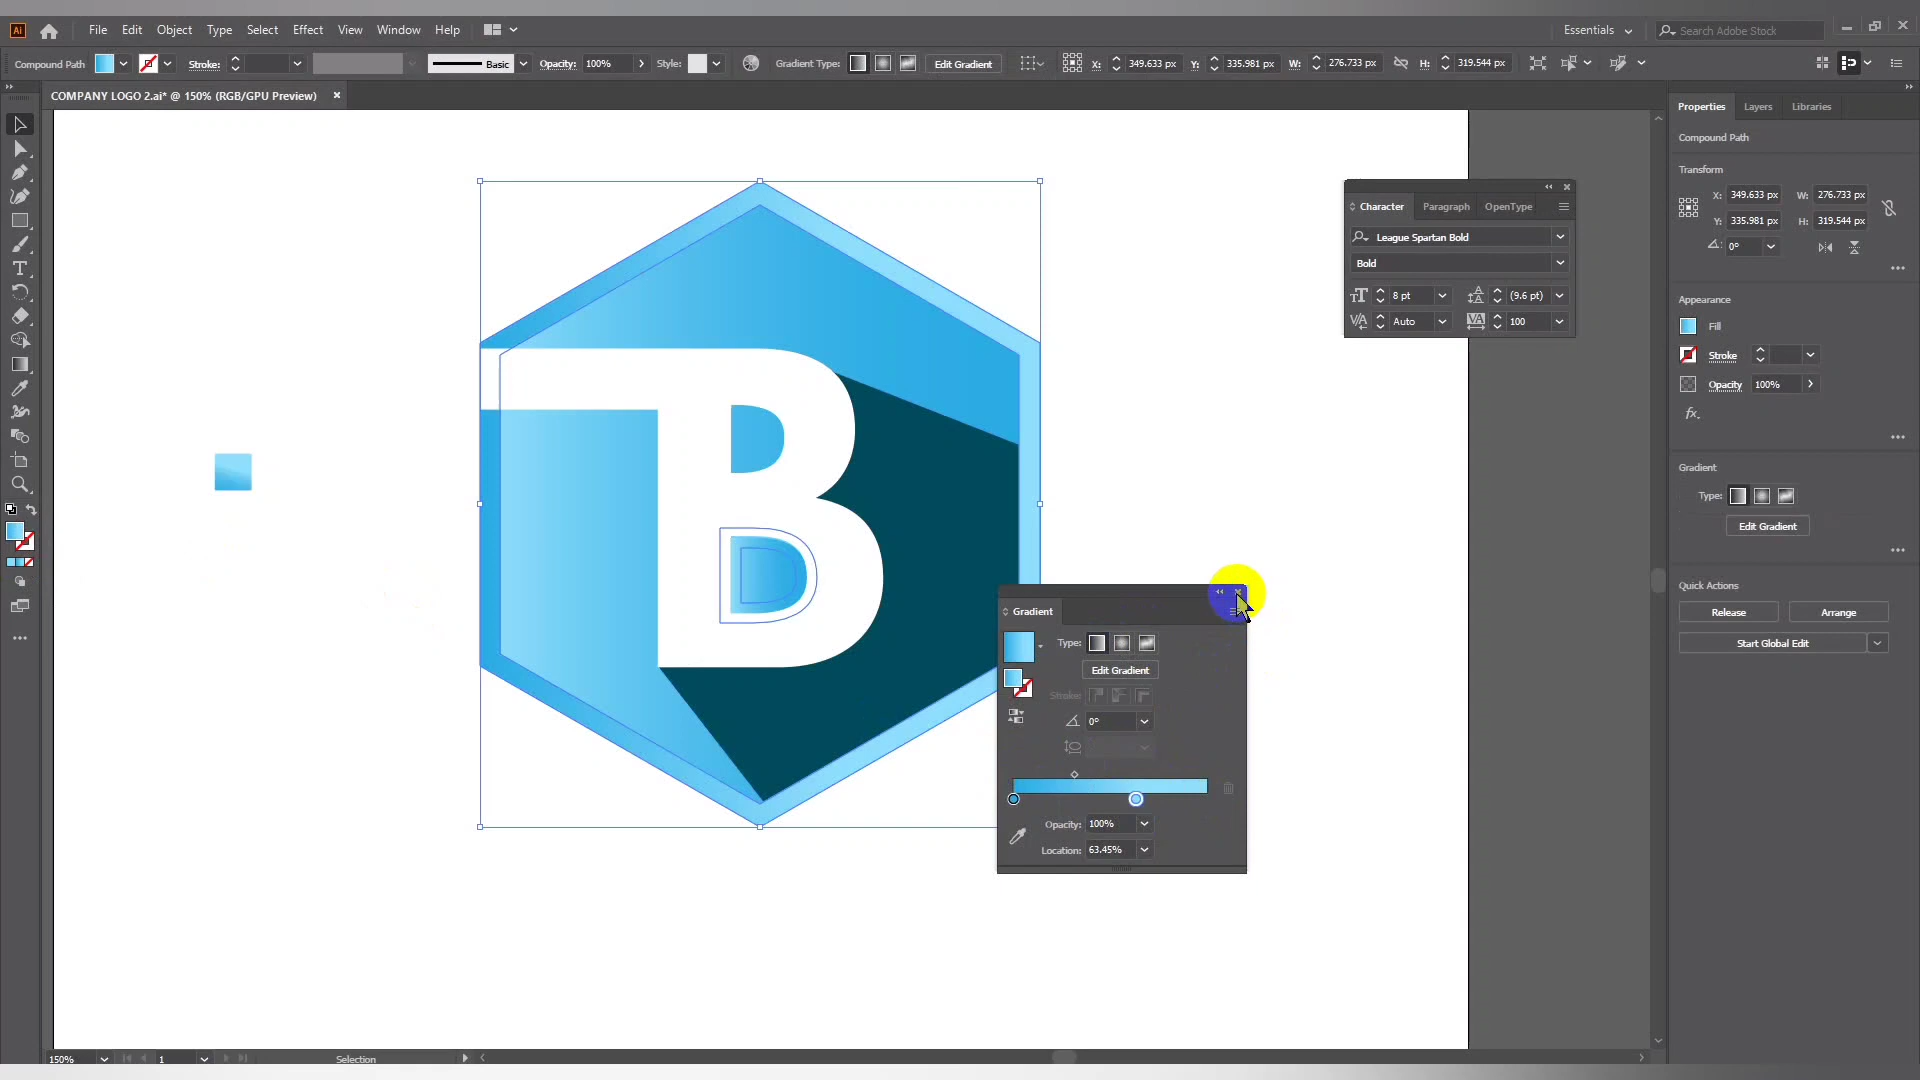 Ai File Edit Object Type Select Effect View Window Help Essentials Search Adobe Stock
Compound Path Stroke: Basic Opacity: 100% Style: Gradient Type: Edit Gradient X: 349.633 px Y: 335.981 px W: 276.733 px H: 319.544 px
COMPANY LOGO 2.ai* @ 150% (RGB/GPU Preview) ×
Properties Layers Libraries
Compound Path
Transform
X: 349.633 px W: 276.733 px
Y: 335.981 px H: 319.544 px
0°
Appearance
Fill
Stroke
Opacity 100%
fx.
Gradient
Type:
Edit Gradient
Quick Actions
Release Arrange
Start Global Edit
Character Paragraph OpenType
League Spartan Bold
Bold
8 pt (9.6 pt)
Auto 100
B
Gradient
Type:
Edit Gradient
Stroke:
0°
Opacity: 100%
Location: 63.45%
150% 1 Selection